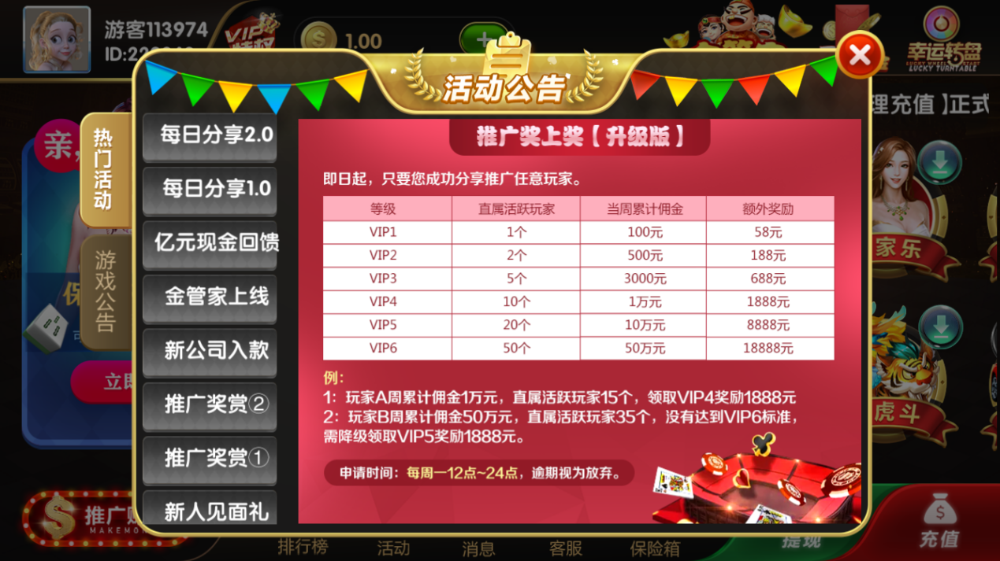 游客113974
VIP
1.00
幸运转盘
LUCKY TURNTABLE
活动公告
热门活动
游戏公告
每日分享2.0
每日分享1.0
亿元现金回馈
金管家上线
新公司入款
推广奖赏②
推广奖赏①
新人见面礼
推广奖上奖【升级版】
即日起，只要您成功分享推广任意玩家。
等级 直属活跃玩家 当周累计佣金 额外奖励
VIP1 1个 100元 58元
VIP2 2个 500元 188元
VIP3 5个 3000元 688元
VIP4 10个 1万元 1888元
VIP5 20个 10万元 8888元
VIP6 50个 50万元 18888元
例：
1：玩家A周累计佣金1万元，直属活跃玩家15个，领取VIP4奖励1888元
2：玩家B周累计佣金50万元，直属活跃玩家35个，没有达到VIP6标准，
需降级领取VIP5奖励1888元。
申请时间：每周一12点~24点，逾期视为放弃。
理充值】正式
亲，
保
立即
家乐
虎斗
推广
排行榜
活动
消息
客服
保险箱
提现
充值